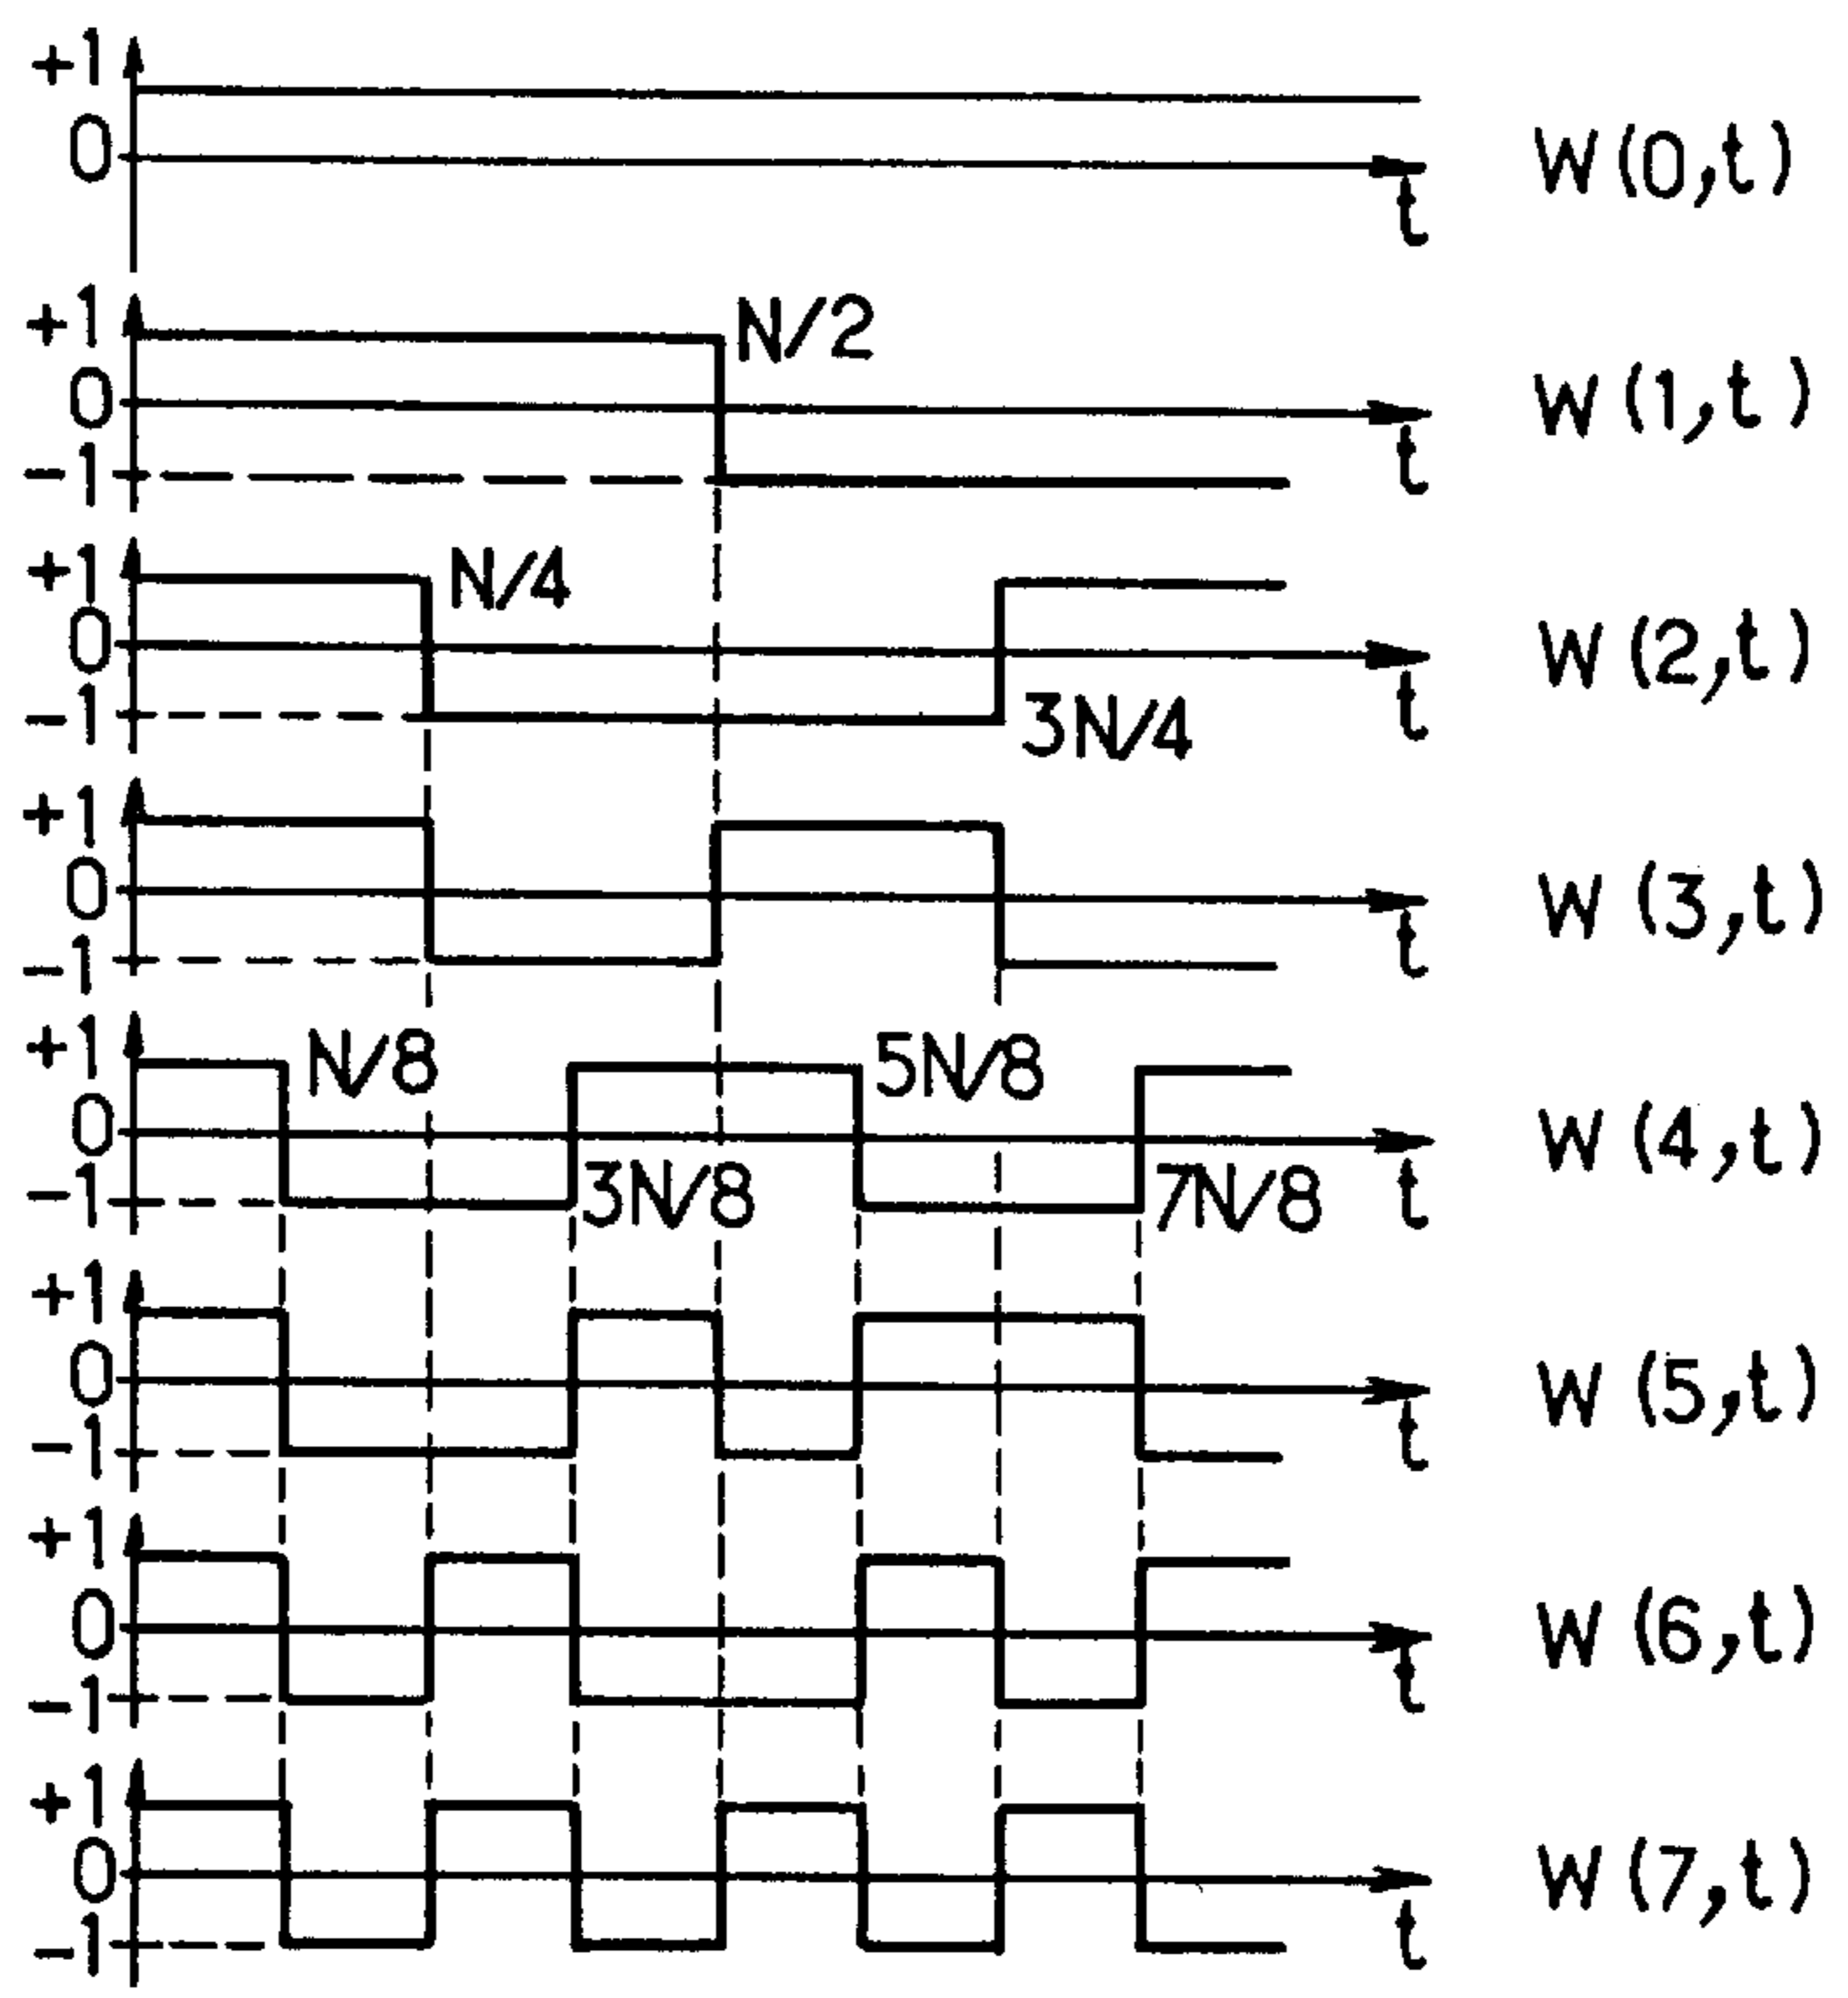 +1
0
t
W(0,t)
+1
N/2
0
-1
t
W(1,t)
+1
N/4
0
-1
3N/4
t
W(2,t)
+1
0
-1
t
W(3,t)
+1
N/8
5N/8
0
-1
3N/8
7N/8
t
W(4,t)
+1
0
-1
t
W(5,t)
+1
0
-1
t
W(6,t)
+1
0
-1
t
W(7,t)